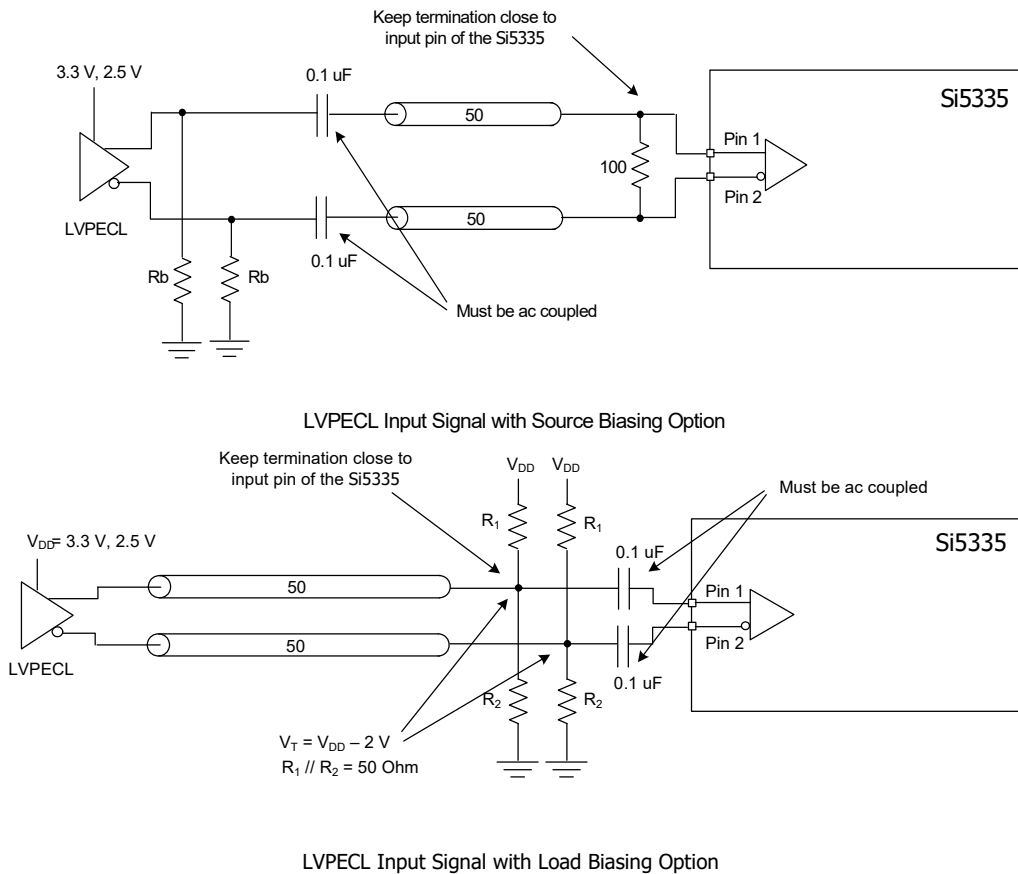 Keep termination close to
input pin of the Si5335
3.3 V, 2.5 V
0.1 uF
50
Si5335
Pin 1
100
Pin 2
LVPECL
50
0.1 uF
Rb
Rb
Must be ac coupled
LVPECL Input Signal with Source Biasing Option
Keep termination close to
input pin of the Si5335
VDD
VDD
Must be ac coupled
R1
R1
VDD= 3.3 V, 2.5 V
0.1 uF
Si5335
50
Pin 1
50
Pin 2
LVPECL
0.1 uF
R2
R2
VT = VDD – 2 V
R1 // R2 = 50 Ohm
LVPECL Input Signal with Load Biasing Option